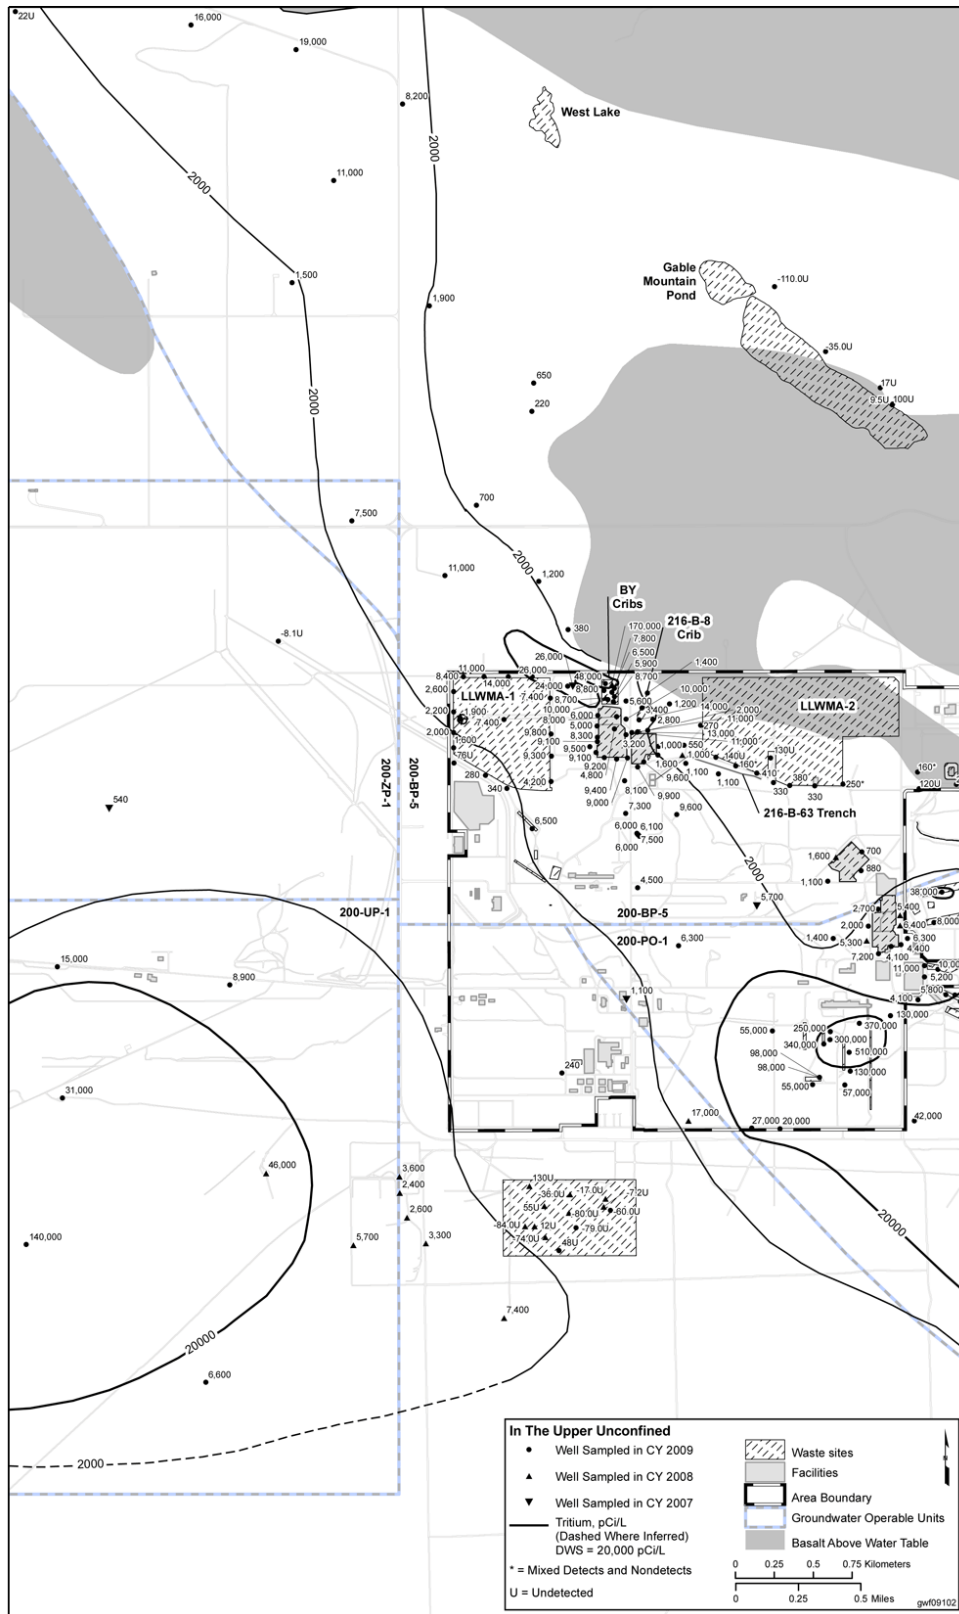 22U
16,000
19,000
8,200
2000
West Lake
11,000
2000
Gable
Mountain
Pond
-110.0U
1,500
1,900
-35.0U
650
17U
220
2000
9.5U
100U
700
7,500
2000
11,000
1,200
BY
Cribs
216-B-8
Crib
380
170,000
7,800
-8.1U
6,500
5,900
1,400
26,000
11,000
26,000
48,000
8,700
8,400
14,000
24,000
8,800
10,000
2,600
LLWMA-1
7,400
8,700
5,600
1,200
LLWMA-2
2,200
1,900
10,000
6,000
3,400
14,000
2,000
7,400
8,000
5,000
2,800
11,000
2,000
9,800
8,300
270
13,000
1,600
9,100
3,200
550
11,000
130U
76U
9,300
9,500
9,100
1,600
1,000
140U
160*
280
9,200
9,600
1,100
410
160*
340
4,200
4,800
1,100
380
250*
120U
9,400
8,100
330
330
200-ZP-1
200-BP-5
9,000
9,900
540
7,300
9,600
216-B-63 Trench
6,500
6,000
6,100
7,500
6,000
2000
1,600
700
880
4,500
1,100
38,000
200-UP-1
200-BP-5
5,700
2,700
5,400
8,000
2,000
6,400
200-PO-1
6,300
1,400
5,300
6,300
4,400
15,000
7,200
4,100
8,900
11,000
5,200
1,100
4,100
5,800
130,000
55,000
250,000
370,000
340,000
300,000
98,000
510,000
240
98,000
130,000
31,000
55,000
57,000
17,000
27,000
20,000
42,000
46,000
3,600
130U
2,400
-36.0U
-17.0U
-7.2U
2,600
55U
-80.0U
-60.0U
20000
140,000
5,700
3,300
-84.0U
12U
-79.0U
-74.0U
48U
7,400
20000
6,600
2000
In The Upper Unconfined
Well Sampled in CY 2009
Well Sampled in CY 2008
Well Sampled in CY 2007
Tritium, pCi/L
(Dashed Where Inferred)
DWS = 20,000 pCi/L
* = Mixed Detects and Nondetects
U = Undetected
Waste sites
Facilities
Area Boundary
Groundwater Operable Units
Basalt Above Water Table
0 0.25 0.5 0.75 Kilometers
0 0.25 0.5 Miles
gwf09102